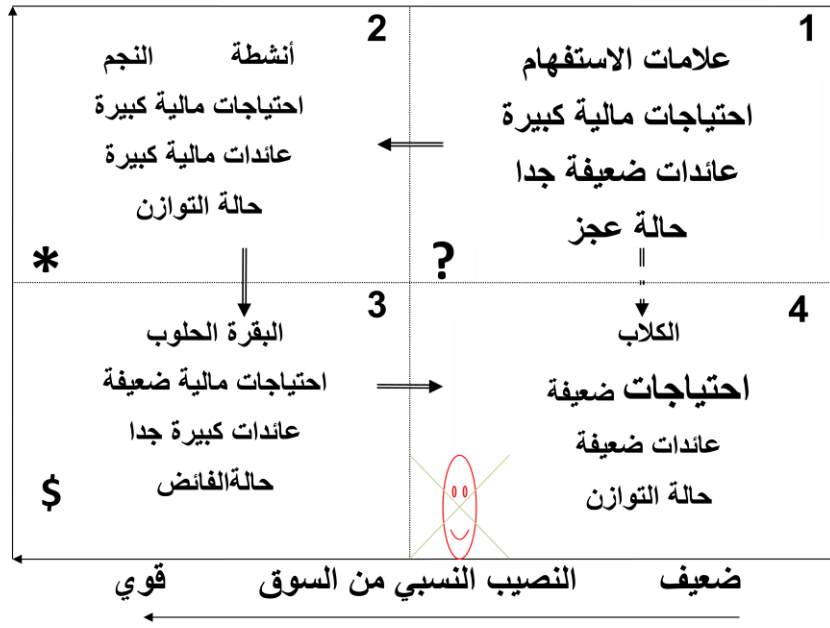 1
علامات الاستفهام
احتياجات مالية كبيرة
عائدات ضعيفة جدا
حالة عجز
?
2
أنشطة النجم
احتياجات مالية كبيرة
عائدات مالية كبيرة
حالة التوازن
*
3
البقرة الحلوب
احتياجات مالية ضعيفة
عائدات كبيرة جدا
حالةالفائض
$
4
الكلاب
احتياجات ضعيفة
عائدات ضعيفة
حالة التوازن
ضعيف النصيب النسبي من السوق قوي